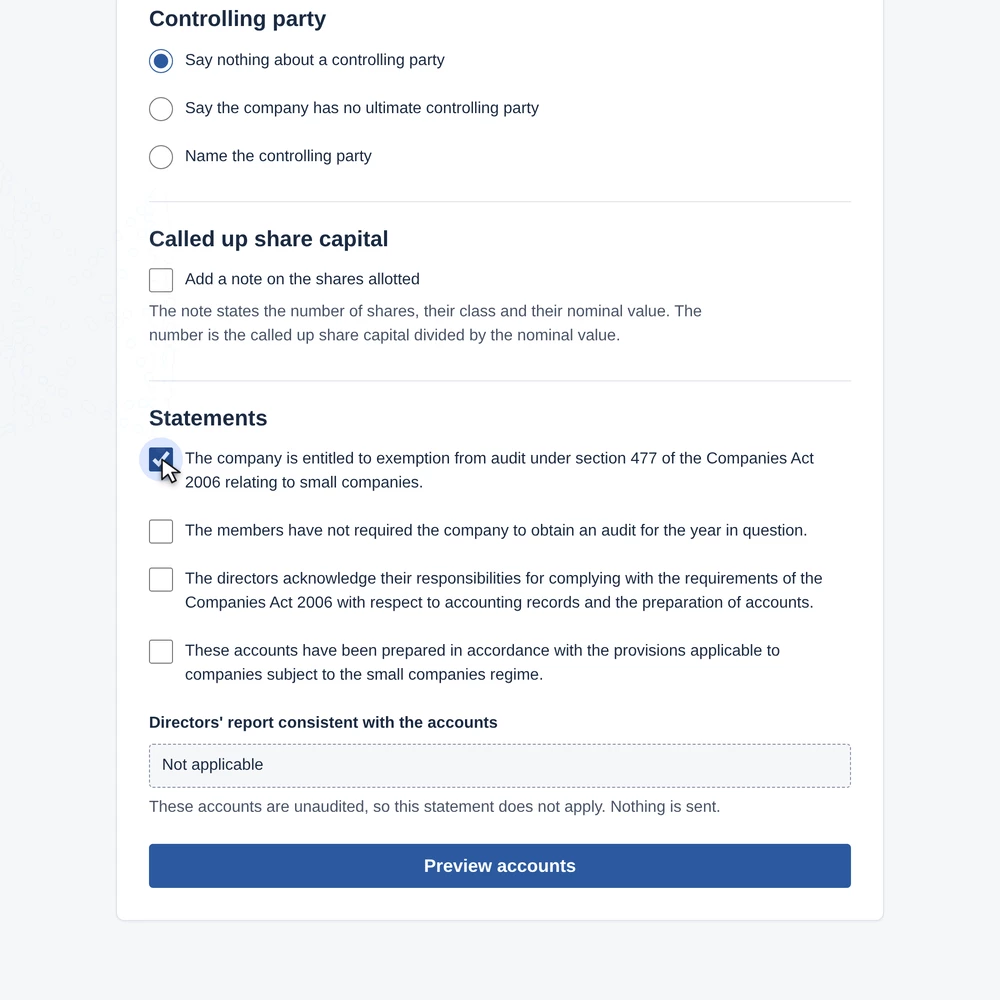 Controlling party
Say nothing about a controlling party
Say the company has no ultimate controlling party
Name the controlling party
Called up share capital
Add a note on the shares allotted
The note states the number of shares, their class and their nominal value. The
number is the called up share capital divided by the nominal value.
Statements
The company is entitled to exemption from audit under section 477 of the Companies Act
2006 relating to small companies.
The members have not required the company to obtain an audit for the year in question.
The directors acknowledge their responsibilities for complying with the requirements of the
Companies Act 2006 with respect to accounting records and the preparation of accounts.
These accounts have been prepared in accordance with the provisions applicable to
companies subject to the small companies regime.
Directors' report consistent with the accounts
Not applicable
These accounts are unaudited, so this statement does not apply. Nothing is sent.
Preview accounts